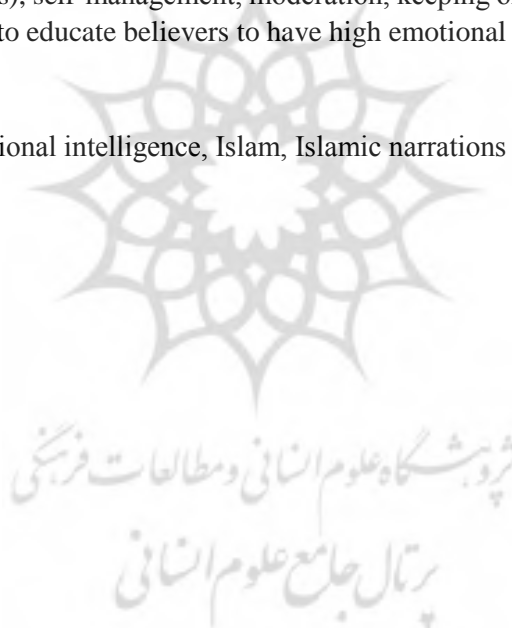 s), self-management, moderation, keeping o
to educate believers to have high emotional
ional intelligence, Islam, Islamic narrations
پژوهشگاه علوم انسانی و مطالعات فرهنگی
پرتال جامع علوم انسانی